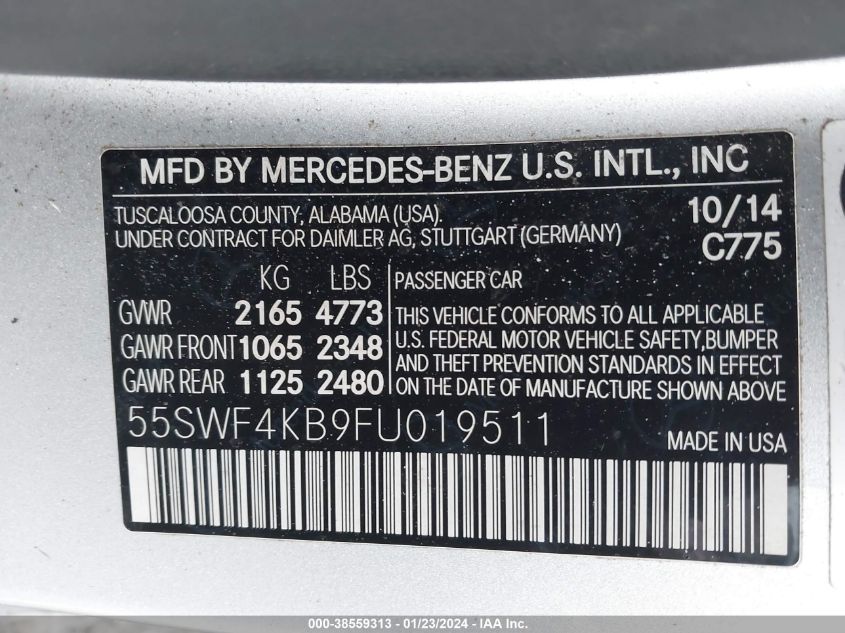 MFD BY MERCEDES-BENZ U.S. INTL., INC
TUSCALOOSA COUNTY, ALABAMA (USA).
UNDER CONTRACT FOR DAIMLER AG, STUTTGART (GERMANY)
10/14
C775
KG LBS
GVWR 2165 4773
GAWR FRONT 1065 2348
GAWR REAR 1125 2480
PASSENGER CAR
THIS VEHICLE CONFORMS TO ALL APPLICABLE
U.S. FEDERAL MOTOR VEHICLE SAFETY,BUMPER
AND THEFT PREVENTION STANDARDS IN EFFECT
ON THE DATE OF MANUFACTURE SHOWN ABOVE
55SWF4KB9FU019511
MADE IN USA
000 - 38559313 - 01/23/2024 - IAA, Inc.